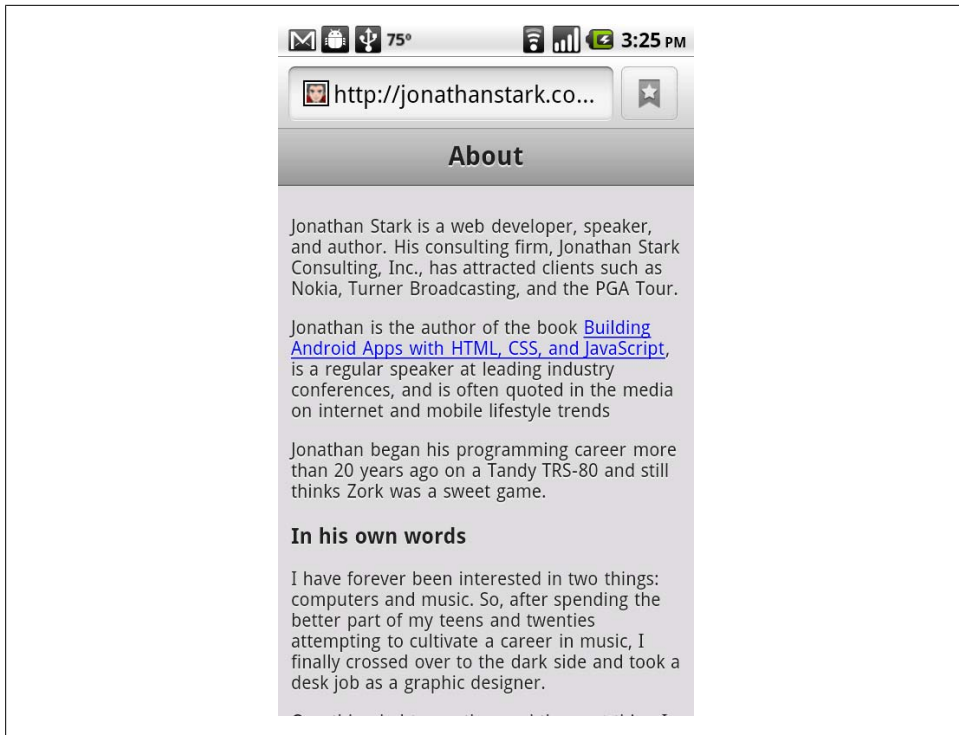 75° 3:25 PM
http://jonathanstark.co...
About
Jonathan Stark is a web developer, speaker,
and author. His consulting firm, Jonathan Stark
Consulting, Inc., has attracted clients such as
Nokia, Turner Broadcasting, and the PGA Tour.
Jonathan is the author of the book Building
Android Apps with HTML, CSS, and JavaScript,
is a regular speaker at leading industry
conferences, and is often quoted in the media
on internet and mobile lifestyle trends
Jonathan began his programming career more
than 20 years ago on a Tandy TRS-80 and still
thinks Zork was a sweet game.
In his own words
I have forever been interested in two things:
computers and music. So, after spending the
better part of my teens and twenties
attempting to cultivate a career in music, I
finally crossed over to the dark side and took a
desk job as a graphic designer.